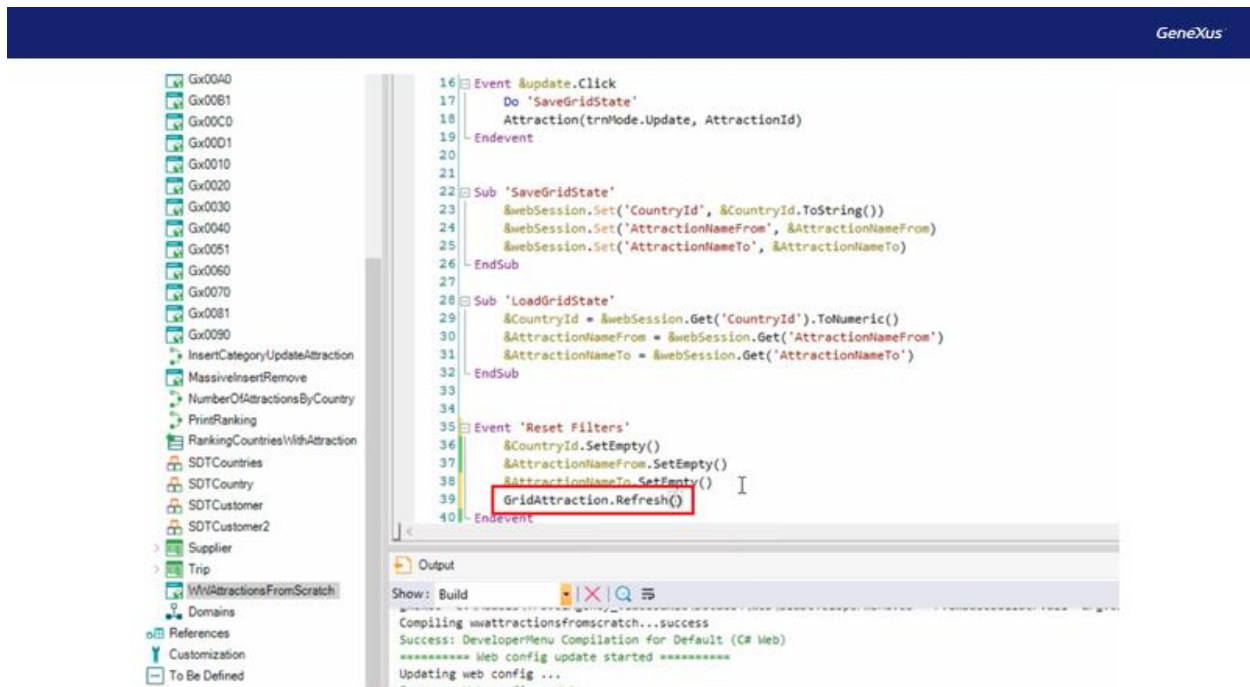 GeneXus
Gx00A0
Gx00B1
Gx00C0
Gx00D1
Gx0010
Gx0020
Gx0030
Gx0040
Gx0051
Gx0060
Gx0070
Gx0081
Gx0090
InsertCategoryUpdateAttraction
MassiveInsertRemove
NumberOfAttractionsByCountry
PrintRanking
RankingCountriesWithAttraction
SDTCountries
SDTCountry
SDTCustomer
SDTCustomer2
Supplier
Trip
WWAttractionsFromScratch
Domains
References
Customization
To Be Defined
16 Event &update.Click
17 Do 'SaveGridState'
18 Attraction(trnMode.Update, AttractionId)
19 Endevent
20
21
22 Sub 'SaveGridState'
23 &webSession.Set('CountryId', &CountryId.ToString())
24 &webSession.Set('AttractionNameFrom', &AttractionNameFrom)
25 &webSession.Set('AttractionNameTo', &AttractionNameTo)
26 EndSub
27
28 Sub 'LoadGridState'
29 &CountryId = &webSession.Get('CountryId').ToNumeric()
30 &AttractionNameFrom = &webSession.Get('AttractionNameFrom')
31 &AttractionNameTo = &webSession.Get('AttractionNameTo')
32 EndSub
33
34
35 Event 'Reset Filters'
36 &CountryId.SetEmpty()
37 &AttractionNameFrom.SetEmpty()
38 &AttractionNameTo.SetEmpty()
39 GridAttraction.Refresh()
40 Endevent
Output
Show: Build
Compiling wwattractionsfromscratch...success
Success: DeveloperMenu Compilation for Default (C# Web)
========== Web config update started ==========
Updating web config ...